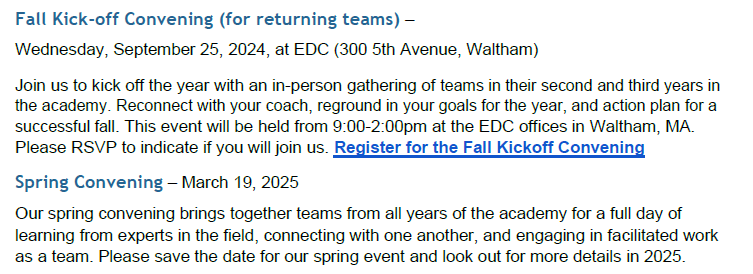 Fall Kick-off Convening (for returning teams) –
Wednesday, September 25, 2024, at EDC (300 5th Avenue, Waltham)
Join us to kick off the year with an in-person gathering of teams in their second and third years in
the academy. Reconnect with your coach, reground in your goals for the year, and action plan for a
successful fall. This event will be held from 9:00-2:00pm at the EDC offices in Waltham, MA.
Please RSVP to indicate if you will join us. Register for the Fall Kickoff Convening
Spring Convening – March 19, 2025
Our spring convening brings together teams from all years of the academy for a full day of
learning from experts in the field, connecting with one another, and engaging in facilitated work
as a team. Please save the date for our spring event and look out for more details in 2025.